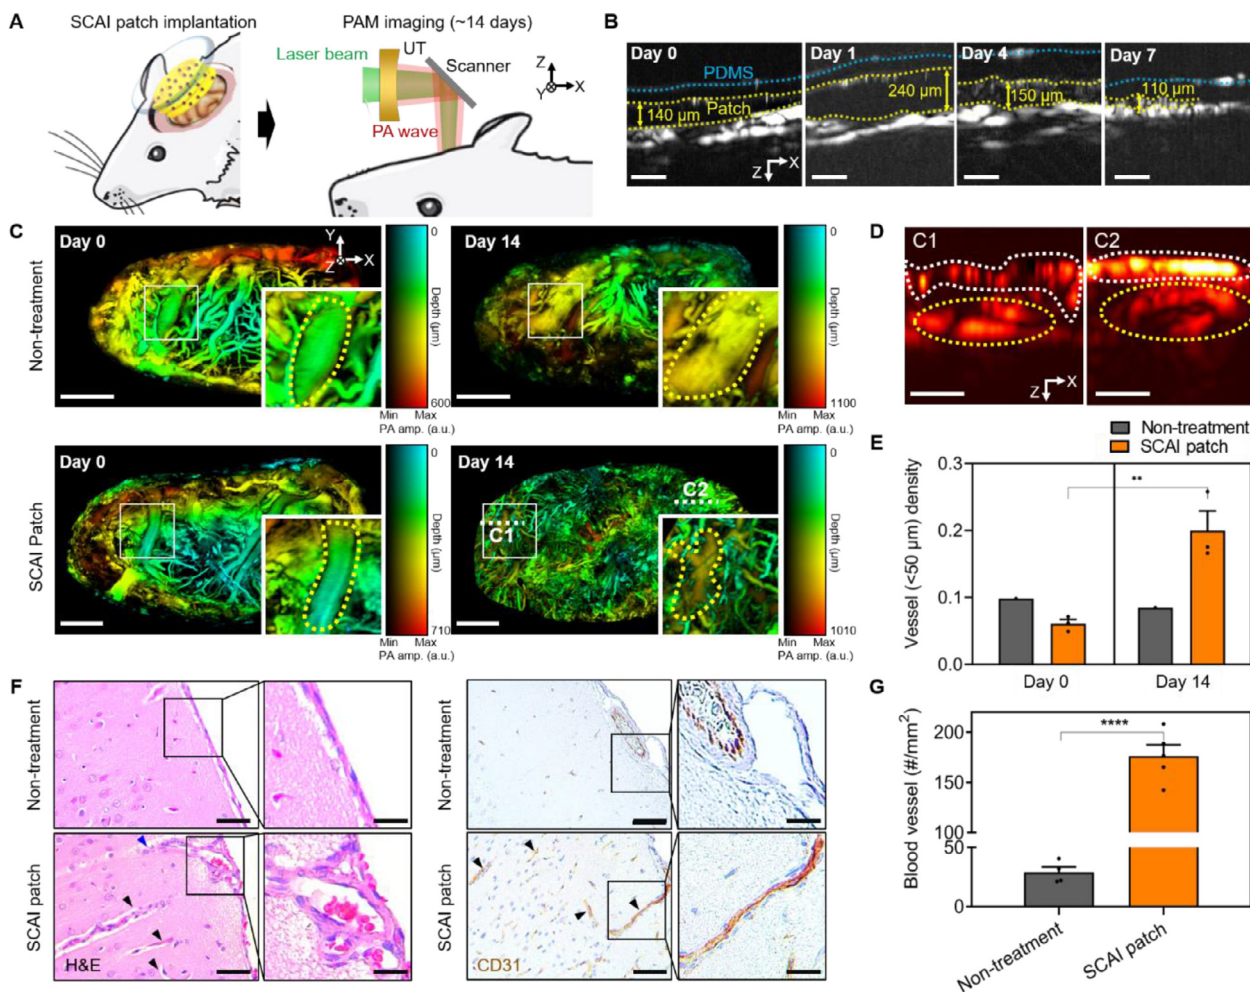 A
SCAI patch implantation
PAM imaging (~14 days)
Laser beam
UT
Scanner
PA wave
Z
Y
X
B
Day 0
Day 1
Day 4
Day 7
PDMS
Patch
140 µm
240 µm
150 µm
110 µm
Z
X
C
Non-treatment
Day 0
Y
Z
X
0
Depth (µm)
600
Min Max
PA amp. (a.u.)
Day 14
0
Depth (µm)
1100
Min Max
PA amp. (a.u.)
SCAI Patch
Day 0
0
Depth (µm)
710
Min Max
PA amp. (a.u.)
Day 14
C1
C2
0
Depth (µm)
1010
Min Max
PA amp. (a.u.)
D
C1
C2
Z
X
E
Non-treatment
SCAI patch
Vessel (<50 µm) density
0.3
0.2
0.1
0.0
**
Day 0
Day 14
F
Non-treatment
SCAI patch
H&E
Non-treatment
SCAI patch
CD31
G
Blood vessel (#/mm²)
200
150
100
50
0
****
Non-treatment
SCAI patch